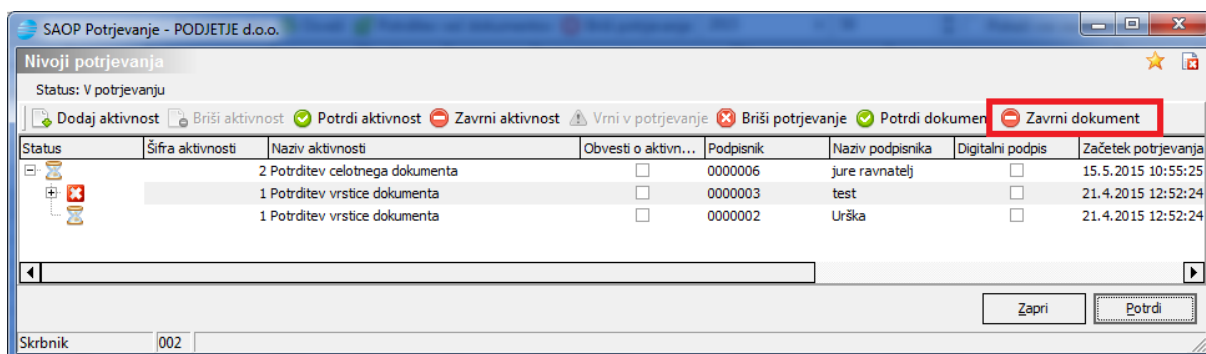 SAOP Potrjevanje - PODJETJE d.o.o.
Nivoji potrjevanja
Status: V potrjevanju
Dodaj aktivnost Briši aktivnost Potrdi aktivnost Zavrni aktivnost Vrni v potrjevanje Briši potrjevanje Potrdi dokumen Zavrni dokument
Status Šifra aktivnosti Naziv aktivnosti Obvesti o aktivn... Podpisnik Naziv podpisnika Digitalni podpis Začetek potrjevanja
2 Potrditev celotnega dokumenta 0000006 jure ravnatelj 15.5.2015 10:55:25
1 Potrditev vrstice dokumenta 0000003 test 21.4.2015 12:52:24
1 Potrditev vrstice dokumenta 0000002 Urška 21.4.2015 12:52:24
Zapri Potrdi
Skrbnik 002